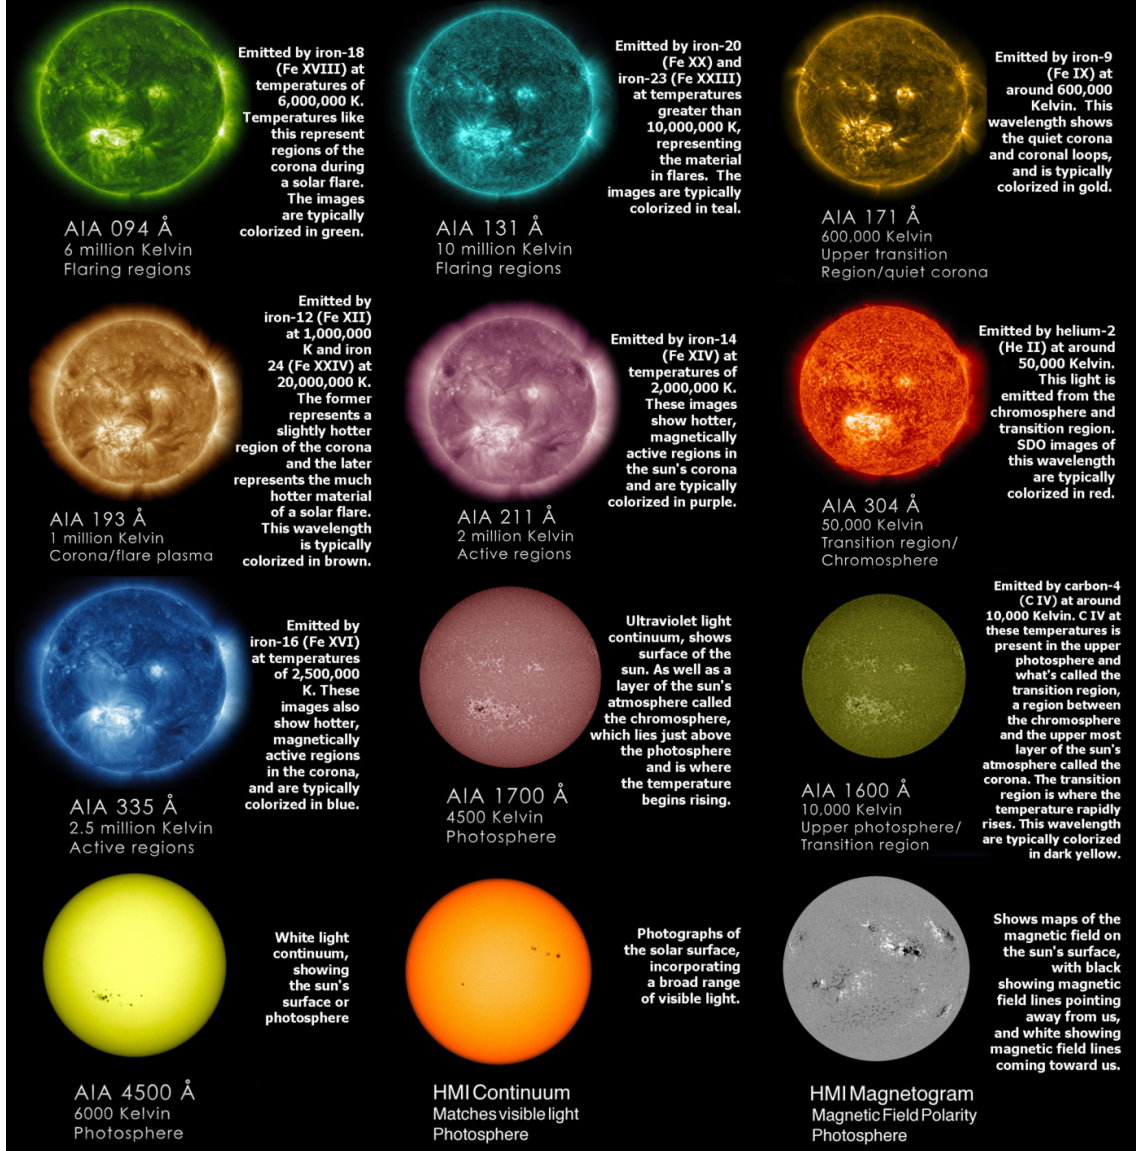 Emitted by iron-18
(Fe XVIII) at
temperatures of
6,000,000 K.
Temperatures like
this represent
regions of the
corona during
a solar flare.
The images
are typically
colorized in green.
AIA 094 Å
6 million Kelvin
Flaring regions
Emitted by iron-20
(Fe XX) and
iron-23 (Fe XXIII)
at temperatures
greater than
10,000,000 K,
representing
the material
in flares. The
images are typically
colorized in teal.
AIA 131 Å
10 million Kelvin
Flaring regions
Emitted by iron-9
(Fe IX) at
around 600,000
Kelvin. This
wavelength shows
the quiet corona
and coronal loops,
and is typically
colorized in gold.
AIA 171 Å
600,000 Kelvin
Upper transition
Region/quiet corona
Emitted by
iron-12 (Fe XII)
at 1,000,000
K and iron
24 (Fe XXIV) at
20,000,000 K.
The former
represents a
slightly hotter
region of the corona
and the later
represents the much
hotter material
of a solar flare.
This wavelength
is typically
colorized in brown.
AIA 193 Å
1 million Kelvin
Corona/flare plasma
Emitted by iron-14
(Fe XIV) at
temperatures of
2,000,000 K.
These images
show hotter,
magnetically
active regions in
the sun's corona
and are typically
colorized in purple.
AIA 211 Å
2 million Kelvin
Active regions
Emitted by helium-2
(He II) at around
50,000 Kelvin.
This light is
emitted from the
chromosphere and
transition region.
SDO images of
this wavelength
are typically
colorized in red.
AIA 304 Å
50,000 Kelvin
Transition region/
Chromosphere
Emitted by
iron-16 (Fe XVI)
at temperatures
of 2,500,000
K. These
images also
show hotter,
magnetically
active regions
in the corona,
and are typically
colorized in blue.
AIA 335 Å
2.5 million Kelvin
Active regions
Ultraviolet light
continuum, shows
surface of the
sun. As well as a
layer of the sun's
atmosphere called
the chromosphere,
which lies just above
the photosphere
and is where
the temperature
begins rising.
AIA 1700 Å
4500 Kelvin
Photosphere
Emitted by carbon-4
(C IV) at around
10,000 Kelvin. C IV at
these temperatures is
present in the upper
photosphere and
what's called the
transition region,
a region between
the chromosphere
and the upper most
layer of the sun's
atmosphere called the
corona. The transition
region is where the
temperature rapidly
rises. This wavelength
are typically colorized
in dark yellow.
AIA 1600 Å
10,000 Kelvin
Upper photosphere/
Transition region
White light
continuum,
showing
the sun's
surface or
photosphere
AIA 4500 Å
6000 Kelvin
Photosphere
Photographs of
the solar surface,
incorporating
a broad range
of visible light.
HMI Continuum
Matches visible light
Photosphere
Shows maps of the
magnetic field on
the sun's surface,
with black
showing magnetic
field lines pointing
away from us,
and white showing
magnetic field lines
coming toward us.
HMI Magnetogram
Magnetic Field Polarity
Photosphere